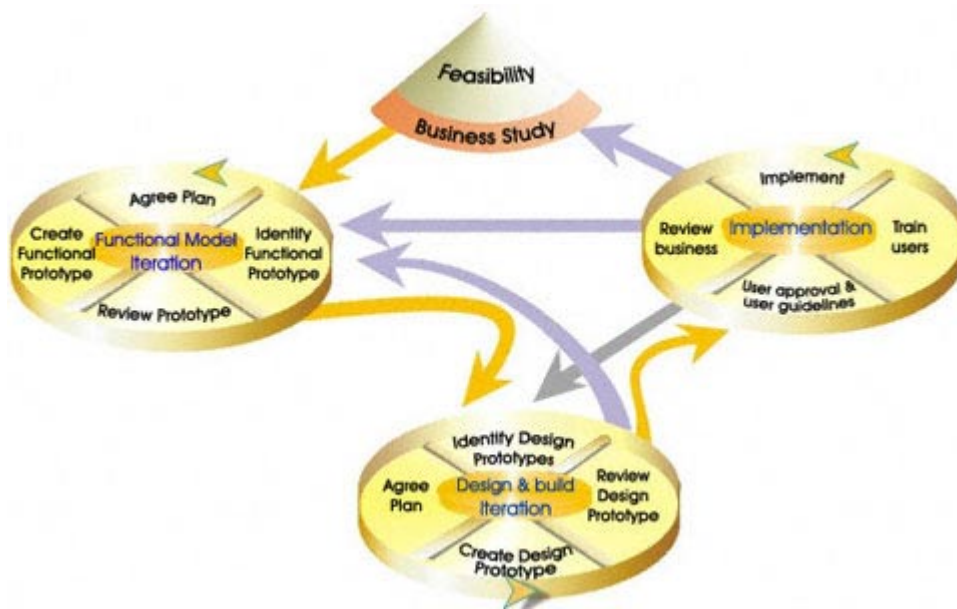 Feasibility
Business Study
Agree Plan
Create
Functional
Prototype
Functional Model
Iteration
Identify
Functional
Prototype
Review Prototype
Implement
Review
business
Implementation
Train
users
User approval &
user guidelines
Identify Design
Prototypes
Agree
Plan
Design & build
Iteration
Review
Design
Prototype
Create Design
Prototype